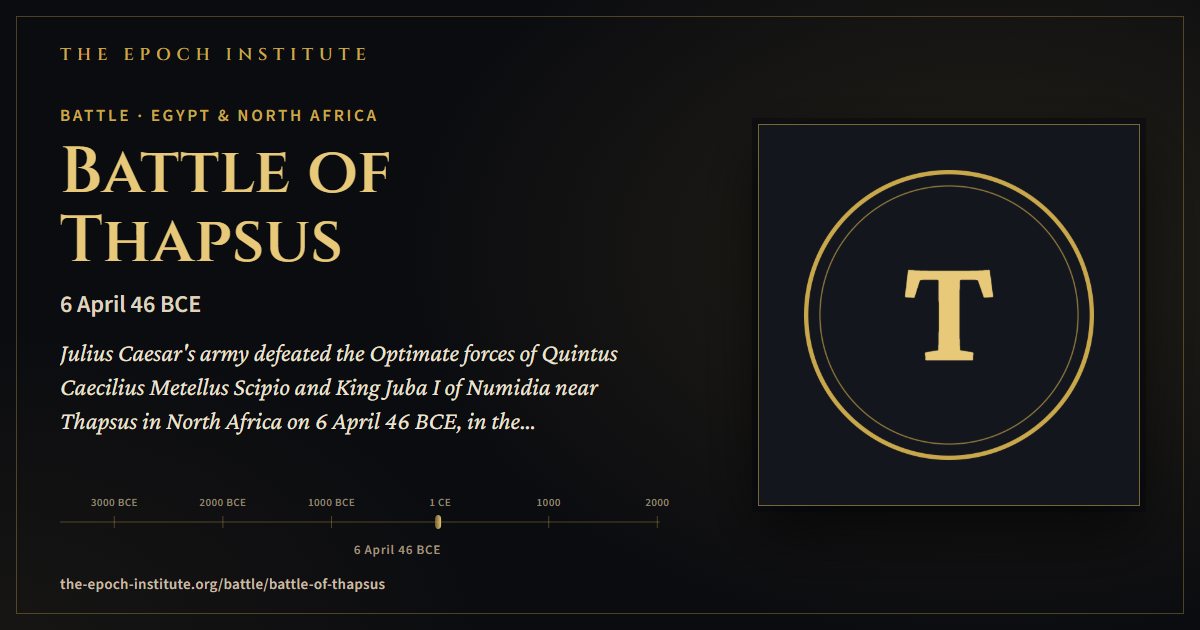 THE EPOCH INSTITUTE
BATTLE · EGYPT & NORTH AFRICA
BATTLE OF
THAPSUS
6 April 46 BCE
Julius Caesar's army defeated the Optimate forces of Quintus
Caecilius Metellus Scipio and King Juba I of Numidia near
Thapsus in North Africa on 6 April 46 BCE, in the...
T
3000 BCE 2000 BCE 1000 BCE 1 CE 1000 2000
6 April 46 BCE
the-epoch-institute.org/battle/battle-of-thapsus